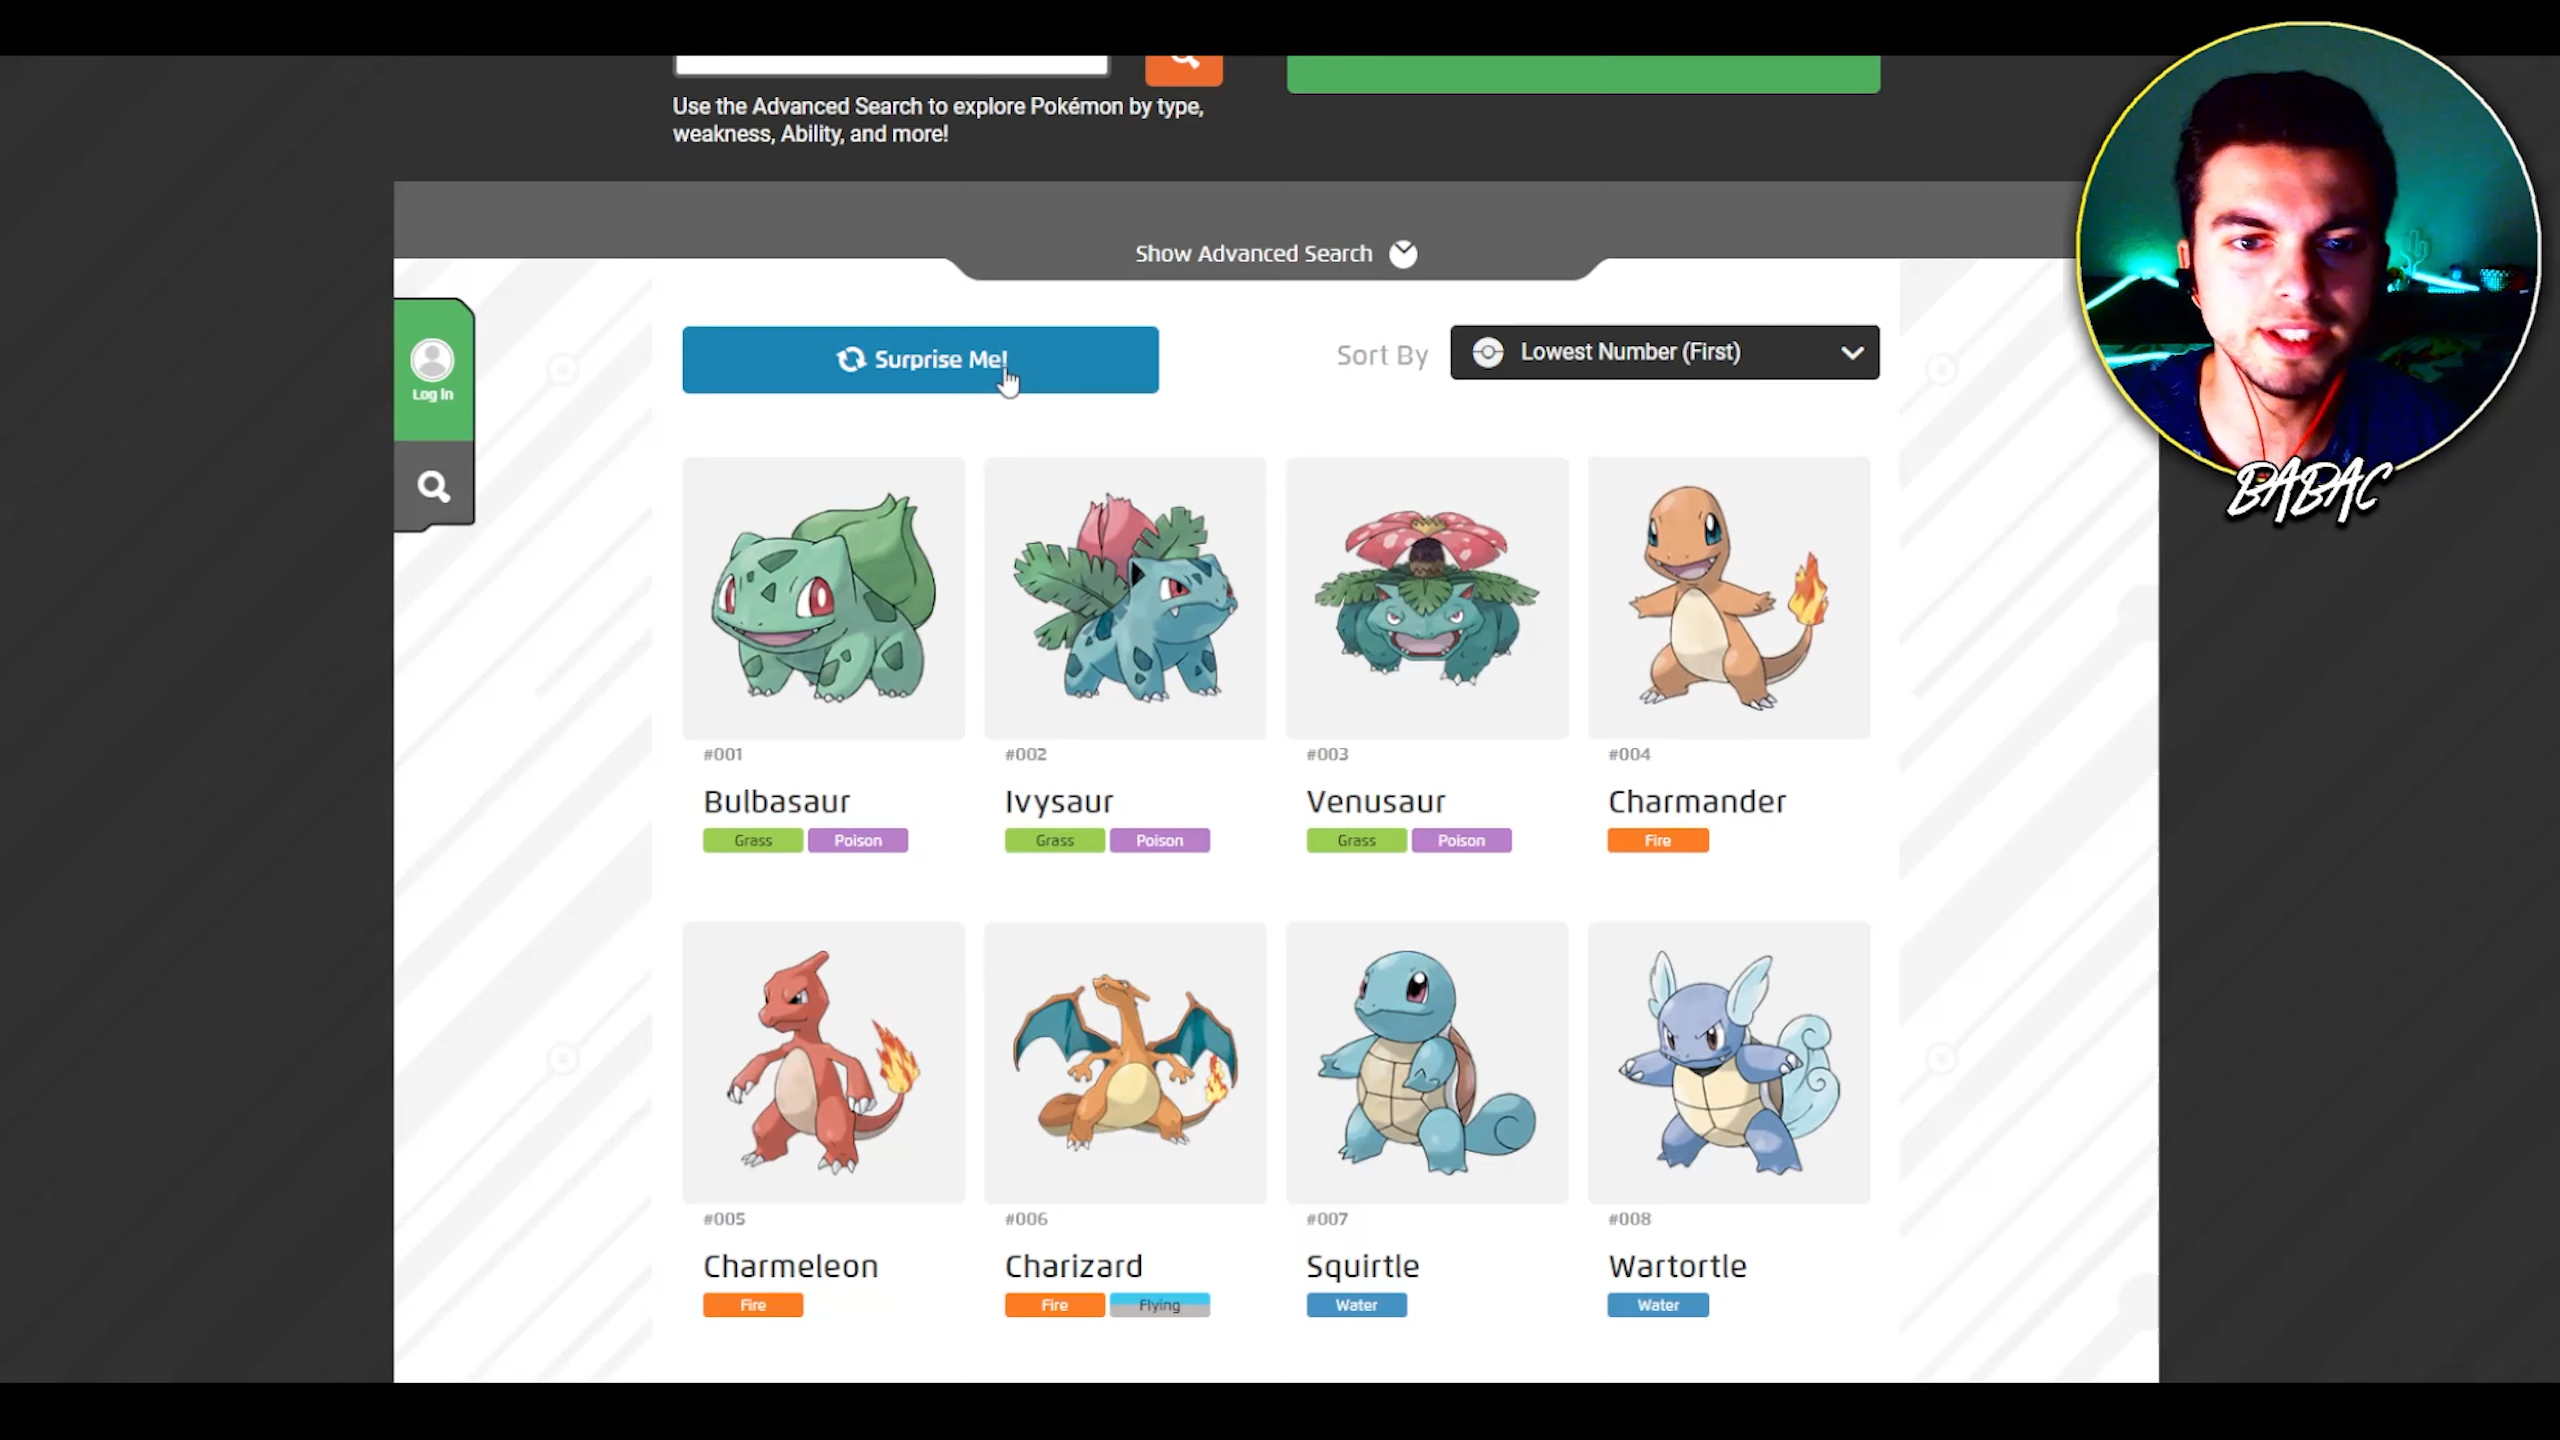 Use the Advanced Search to explore Pokémon by type,
weakness, Ability, and more!
Show Advanced Search
Log in
Surprise Me!
Sort By
Lowest Number (First)
BABAC
#001
#002
#003
#004
Bulbasaur
Ivysaur
Venusaur
Charmander
Grass Poison
Grass Poison
Grass Poison
Fire
#005
#006
#007
#008
Charmeleon
Charizard
Squirtle
Wartortle
Fire
Fire Flying
Water
Water